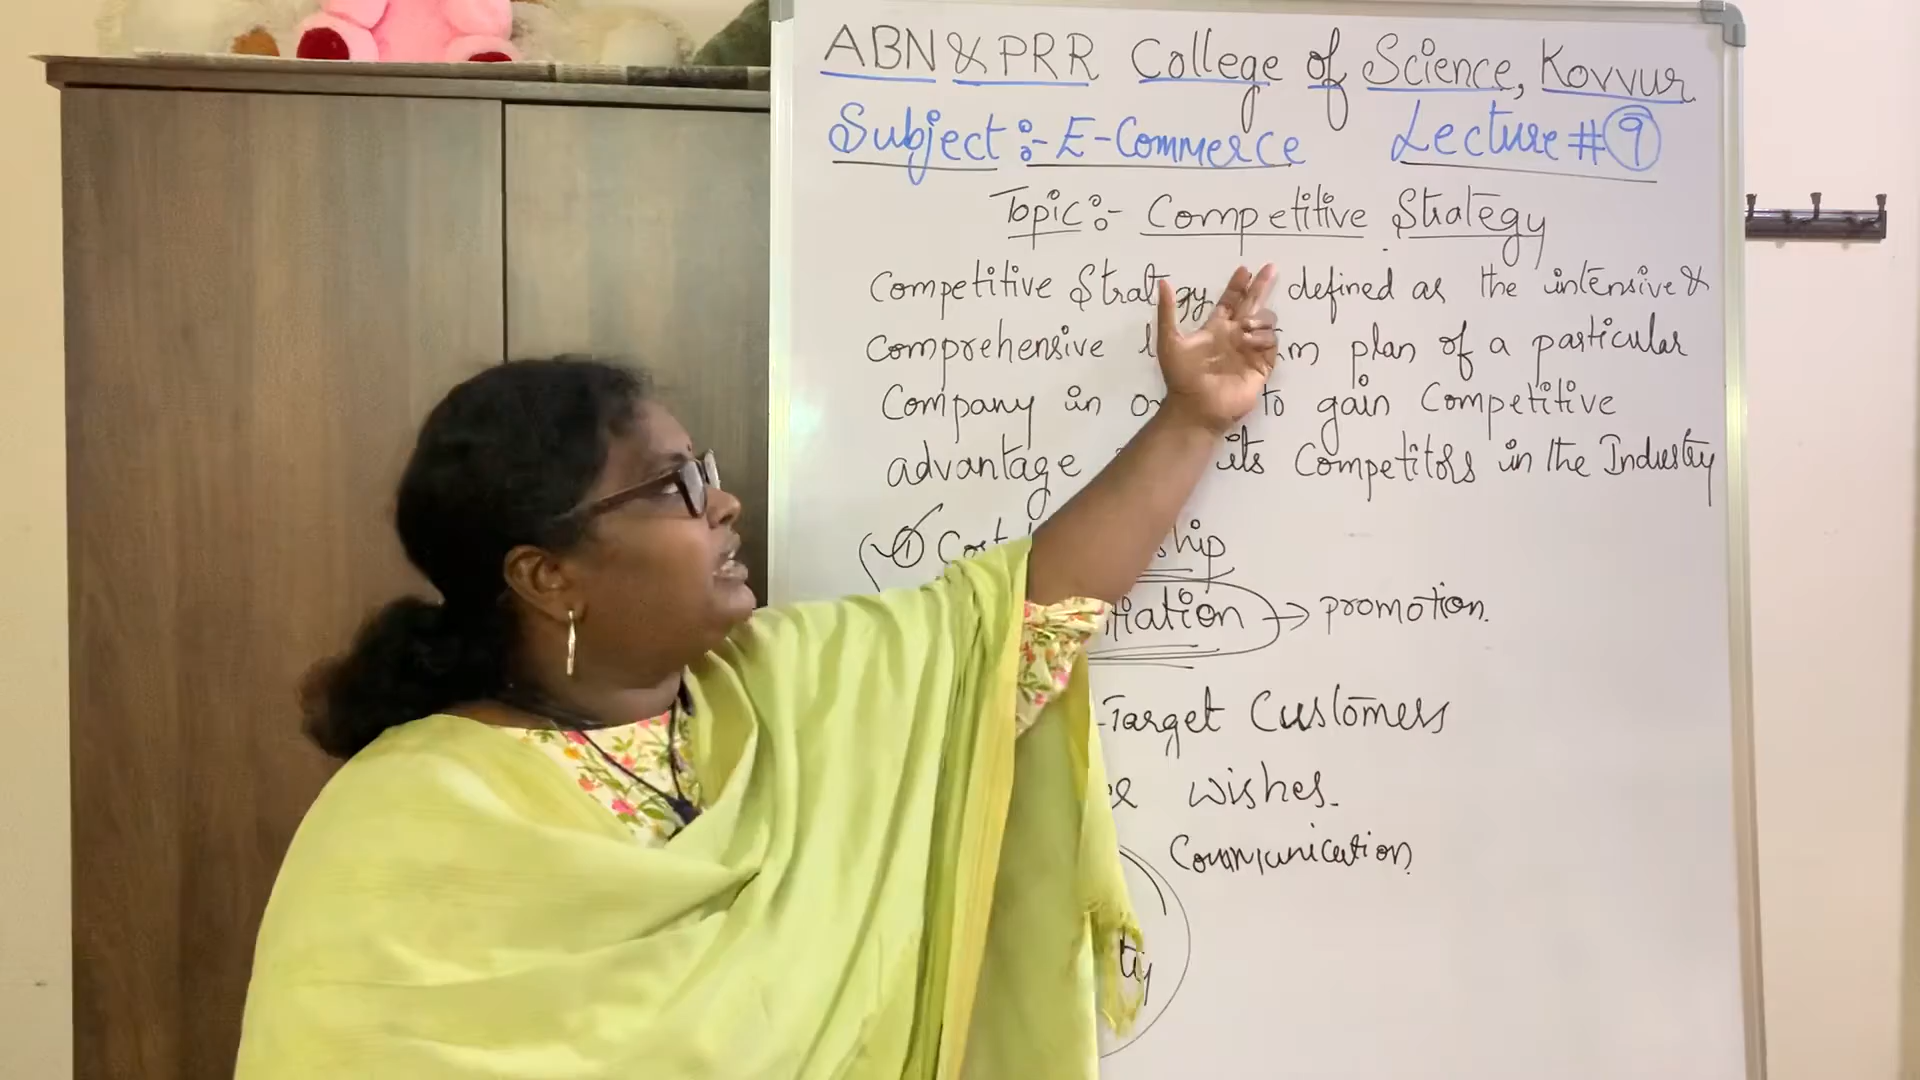 ABN & PRR College of Science, Kovvur
Subject :- E-Commerce Lecture # 9
Topic :- Competitive Strategy
Competitive defined as the intensive &
comprehensive plan of a particular
Company in to gain Competitive
advantage its Competitors in the Industry
①
→ promotion.
Target Customers
wishes.
Communication